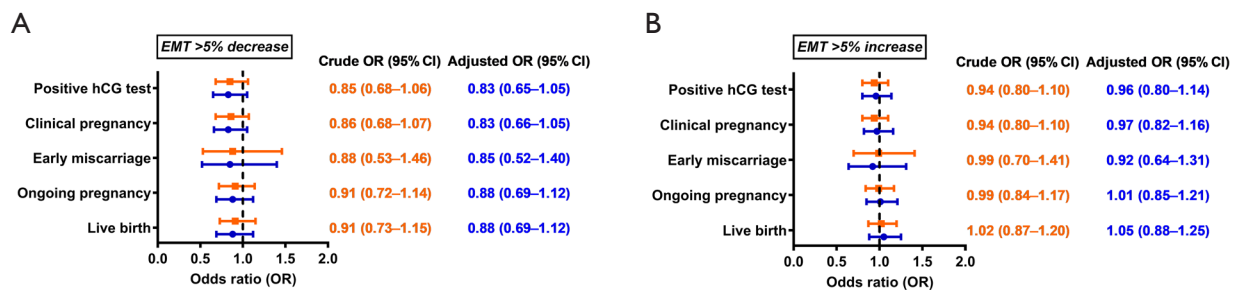 A
EMT >5% decrease
Crude OR (95% CI) Adjusted OR (95% CI)
Positive hCG test 0.85 (0.68–1.06) 0.83 (0.65–1.05)
Clinical pregnancy 0.86 (0.68–1.07) 0.83 (0.66–1.05)
Early miscarriage 0.88 (0.53–1.46) 0.85 (0.52–1.40)
Ongoing pregnancy 0.91 (0.72–1.14) 0.88 (0.69–1.12)
Live birth 0.91 (0.73–1.15) 0.88 (0.69–1.12)
0.0 0.5 1.0 1.5 2.0
Odds ratio (OR)
B
EMT >5% increase
Crude OR (95% CI) Adjusted OR (95% CI)
Positive hCG test 0.94 (0.80–1.10) 0.96 (0.80–1.14)
Clinical pregnancy 0.94 (0.80–1.10) 0.97 (0.82–1.16)
Early miscarriage 0.99 (0.70–1.41) 0.92 (0.64–1.31)
Ongoing pregnancy 0.99 (0.84–1.17) 1.01 (0.85–1.21)
Live birth 1.02 (0.87–1.20) 1.05 (0.88–1.25)
0.0 0.5 1.0 1.5 2.0
Odds ratio (OR)